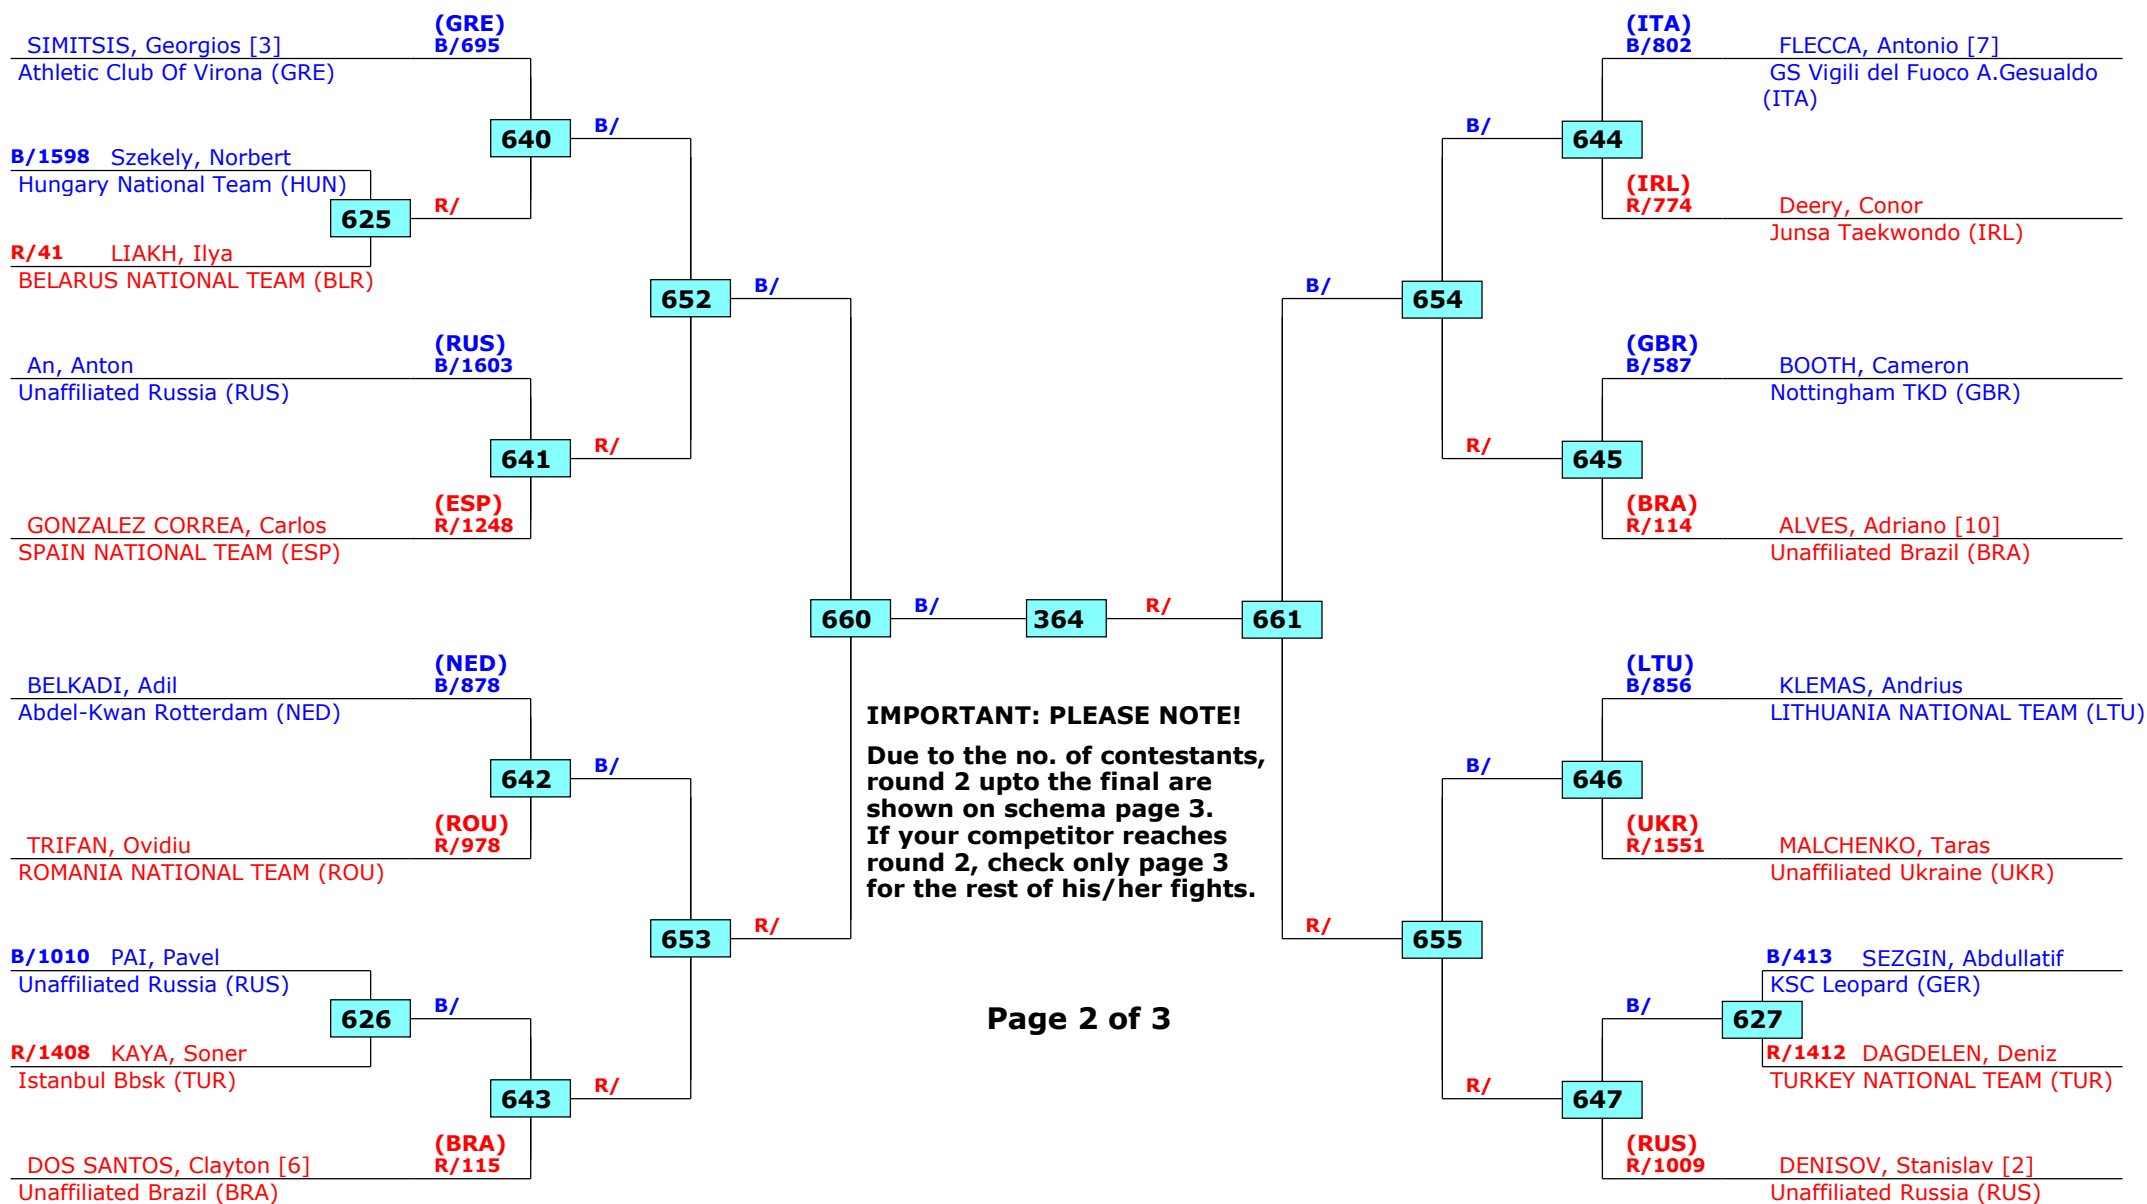 (GRE)
SIMITSIS, Georgios [3] B/695
Athletic Club Of Virona (GRE)
640
B/
B/1598 Szekely, Norbert
Hungary National Team (HUN)
625
R/
R/41 LIAKH, Ilya
BELARUS NATIONAL TEAM (BLR)
652
B/
(RUS)
An, Anton B/1603
Unaffiliated Russia (RUS)
641
R/
(ESP)
GONZALEZ CORREA, Carlos R/1248
SPAIN NATIONAL TEAM (ESP)
660
B/
364
R/
661
(NED)
BELKADI, Adil B/878
Abdel-Kwan Rotterdam (NED)
642
B/
(ROU)
TRIFAN, Ovidiu R/978
ROMANIA NATIONAL TEAM (ROU)
653
R/
B/1010 PAI, Pavel
Unaffiliated Russia (RUS)
626
B/
R/1408 KAYA, Soner
Istanbul Bbsk (TUR)
643
R/
(BRA)
DOS SANTOS, Clayton [6] R/115
Unaffiliated Brazil (BRA)
IMPORTANT: PLEASE NOTE!
Due to the no. of contestants,
round 2 upto the final are
shown on schema page 3.
If your competitor reaches
round 2, check only page 3
for the rest of his/her fights.
Page 2 of 3
(ITA)
B/802 FLECCA, Antonio [7]
GS Vigili del Fuoco A.Gesualdo
(ITA)
B/
644
(IRL)
R/774 Deery, Conor
Junsa Taekwondo (IRL)
B/
654
(GBR)
B/587 BOOTH, Cameron
Nottingham TKD (GBR)
R/
645
(BRA)
R/114 ALVES, Adriano [10]
Unaffiliated Brazil (BRA)
(LTU)
B/856 KLEMAS, Andrius
LITHUANIA NATIONAL TEAM (LTU)
B/
646
(UKR)
R/1551 MALCHENKO, Taras
Unaffiliated Ukraine (UKR)
R/
655
B/413 SEZGIN, Abdullatif
KSC Leopard (GER)
B/
627
R/1412 DAGDELEN, Deniz
TURKEY NATIONAL TEAM (TUR)
R/
647
(RUS)
R/1009 DENISOV, Stanislav [2]
Unaffiliated Russia (RUS)